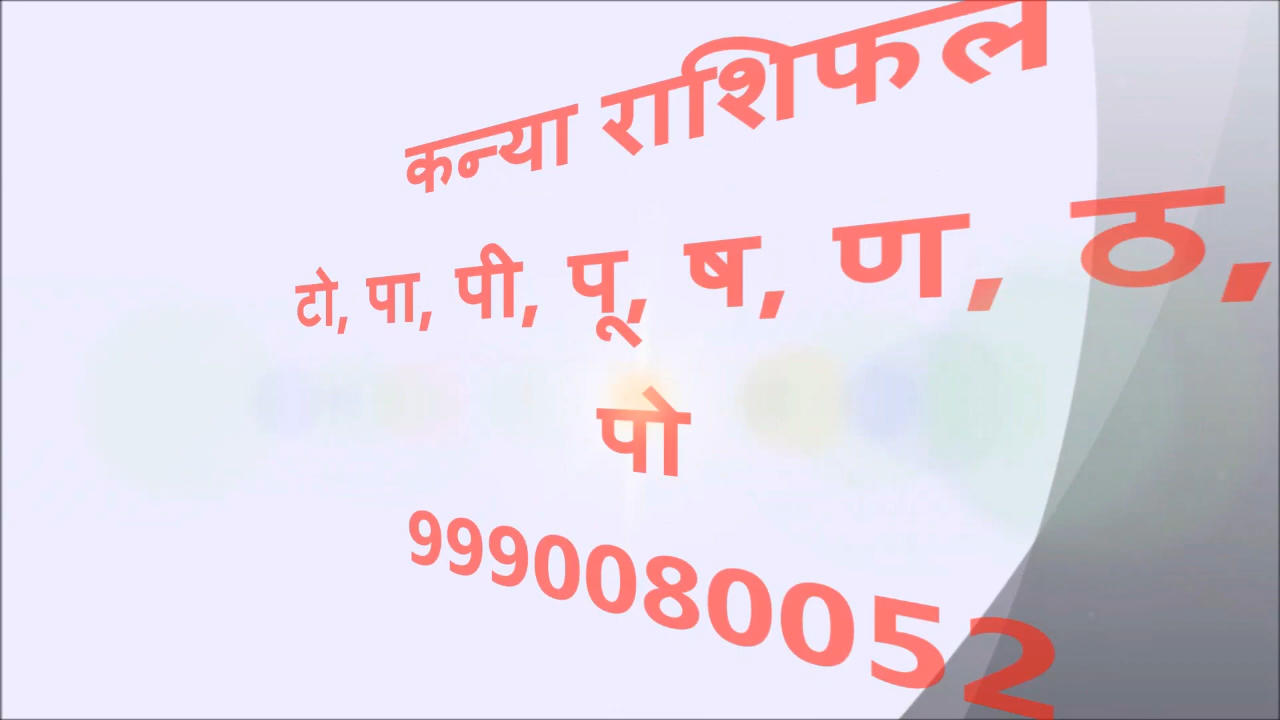 कन्या राशिफल
टो, पा, पी, पू, ष, ण, ठ,
पो
9990080052